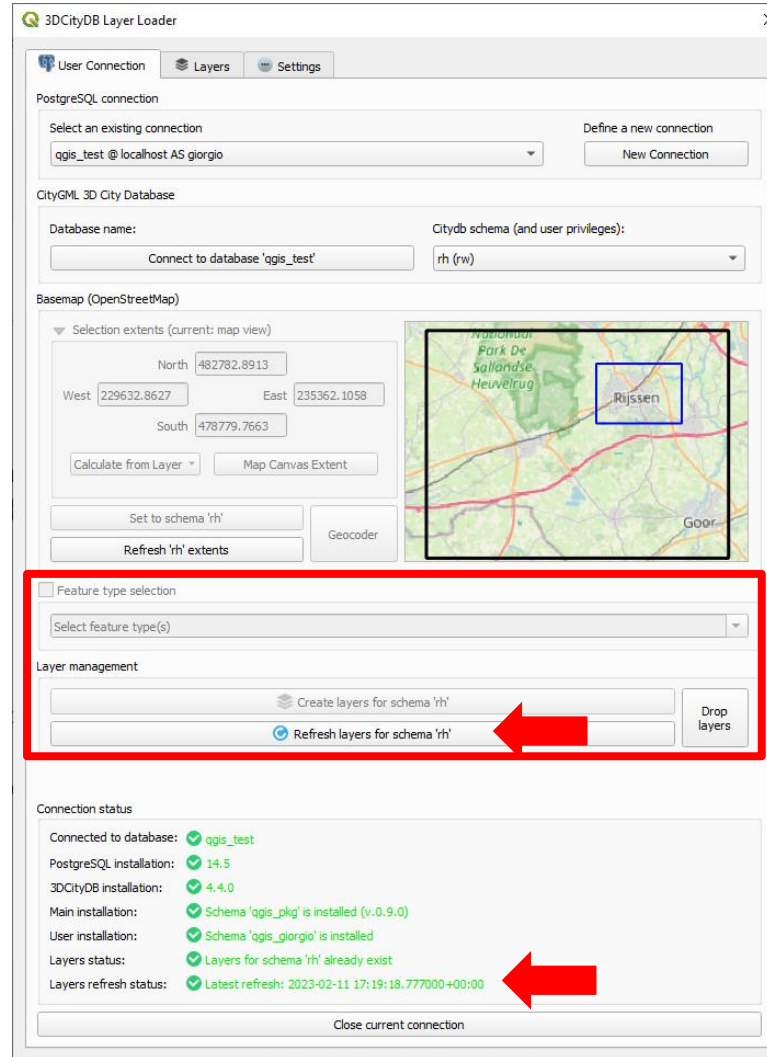 3DCityDB Layer Loader
User Connection
Layers
Settings
PostgreSQL connection
Select an existing connection
Define a new connection
qgis_test @ localhost AS giorgio
New Connection
CityGML 3D City Database
Database name:
Citydb schema (and user privileges):
Connect to database 'qgis_test'
rh (rw)
Basemap (OpenStreetMap)
Selection extents (current: map view)
North 482782.8913
West 229632.8627
East 235362.1058
South 478779.7663
Calculate from Layer
Map Canvas Extent
Set to schema 'rh'
Refresh 'rh' extents
Geocoder
Nationaal
Park De
Sallandse
Heuvelrug
Rijssen
Goor
Feature type selection
Select feature type(s)
Layer management
Create layers for schema 'rh'
Refresh layers for schema 'rh'
Drop
layers
Connection status
Connected to database: qgis_test
PostgreSQL installation: 14.5
3DCityDB installation: 4.4.0
Main installation: Schema 'qgis_pkg' is installed (v.0.9.0)
User installation: Schema 'qgis_giorgio' is installed
Layers status: Layers for schema 'rh' already exist
Layers refresh status: Latest refresh: 2023-02-11 17:19:18.777000+00:00
Close current connection